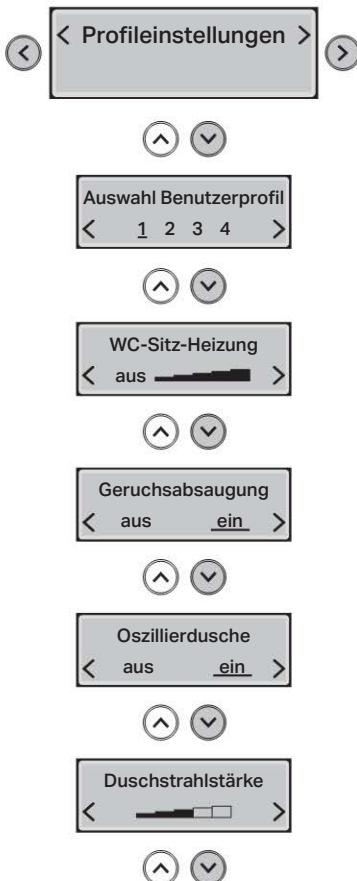 Profileinstellungen
Auswahl Benutzerprofil
1 2 3 4
WC-Sitz-Heizung
aus
Geruchsabsaugung
aus ein
Oszillierdusche
aus ein
Duschstrahlstärke